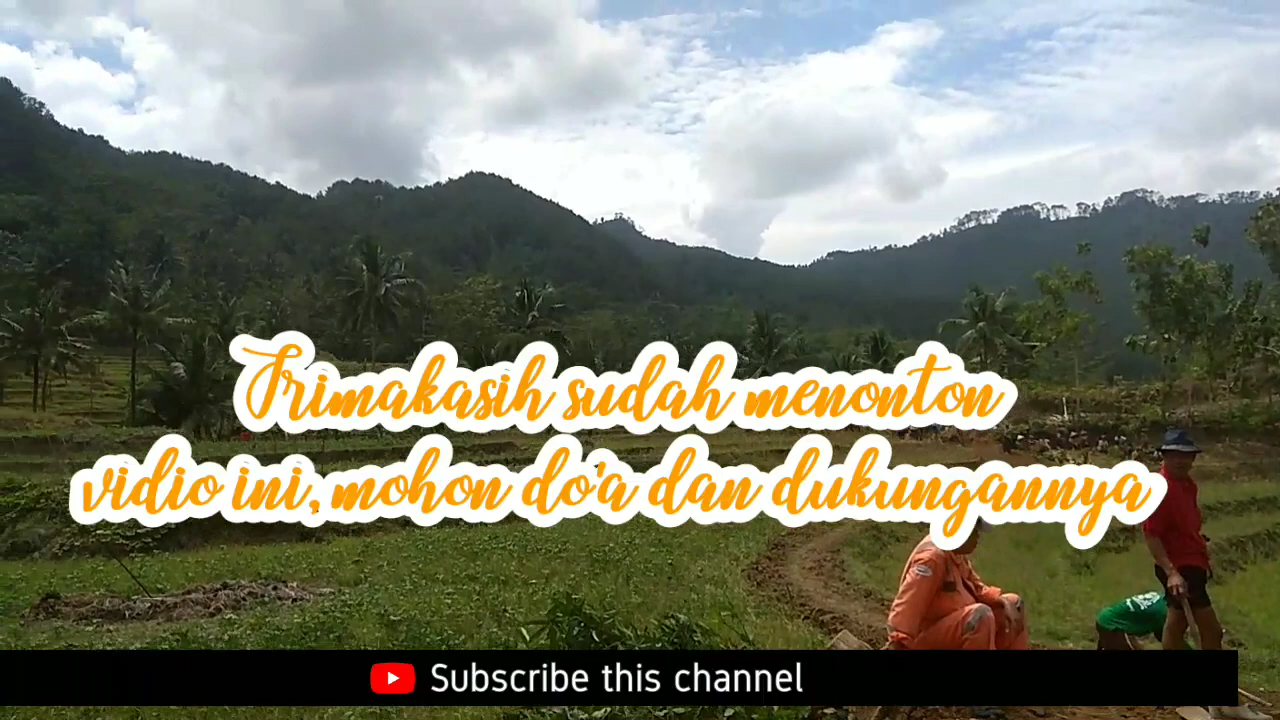 Trimakasih sudah menonton
vidio ini, mohon do'a dan dukungannya
Subscribe this channel